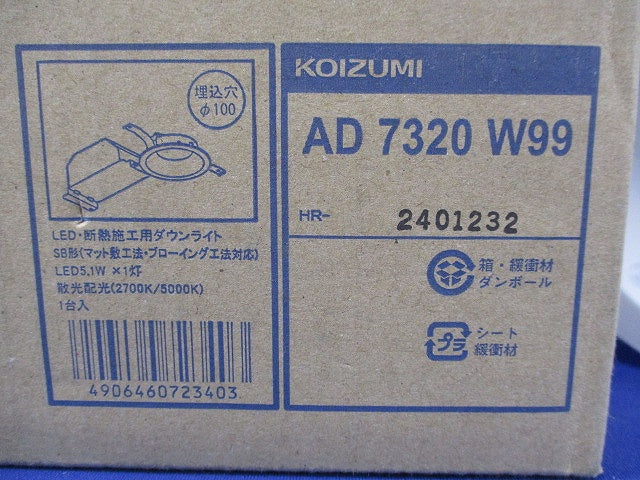 埋込穴
φ100
LED・断熱施工用ダウンライト
SB形(マット敷工法・ブローイング工法対応)
LED5.1W ×1灯
散光配光(2700K/5000K)
1台入
4906460723403
KOIZUMI
AD 7320 W99
HR- 2401232
箱・緩衝材
ダンボール
プラ
シート
緩衝材